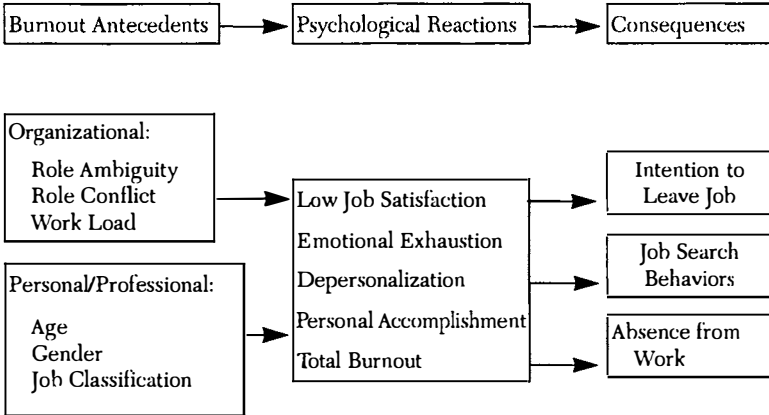 Burnout Antecedents
Psychological Reactions
Consequences
Organizational:
Role Ambiguity
Role Conflict
Work Load
Personal/Professional:
Age
Gender
Job Classification
Low Job Satisfaction
Emotional Exhaustion
Depersonalization
Personal Accomplishment
Total Burnout
Intention to
Leave Job
Job Search
Behaviors
Absence from
Work